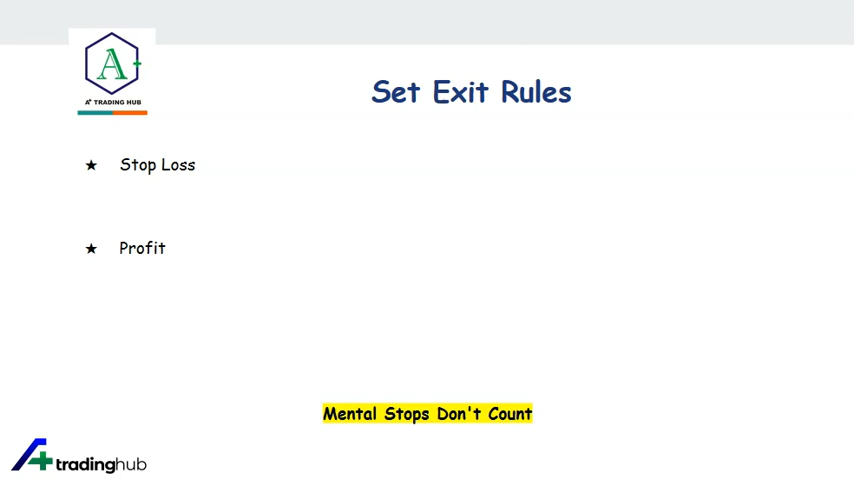 A+
A+ TRADING HUB
Set Exit Rules
★ Stop Loss
★ Profit
Mental Stops Don't Count
A+ tradinghub